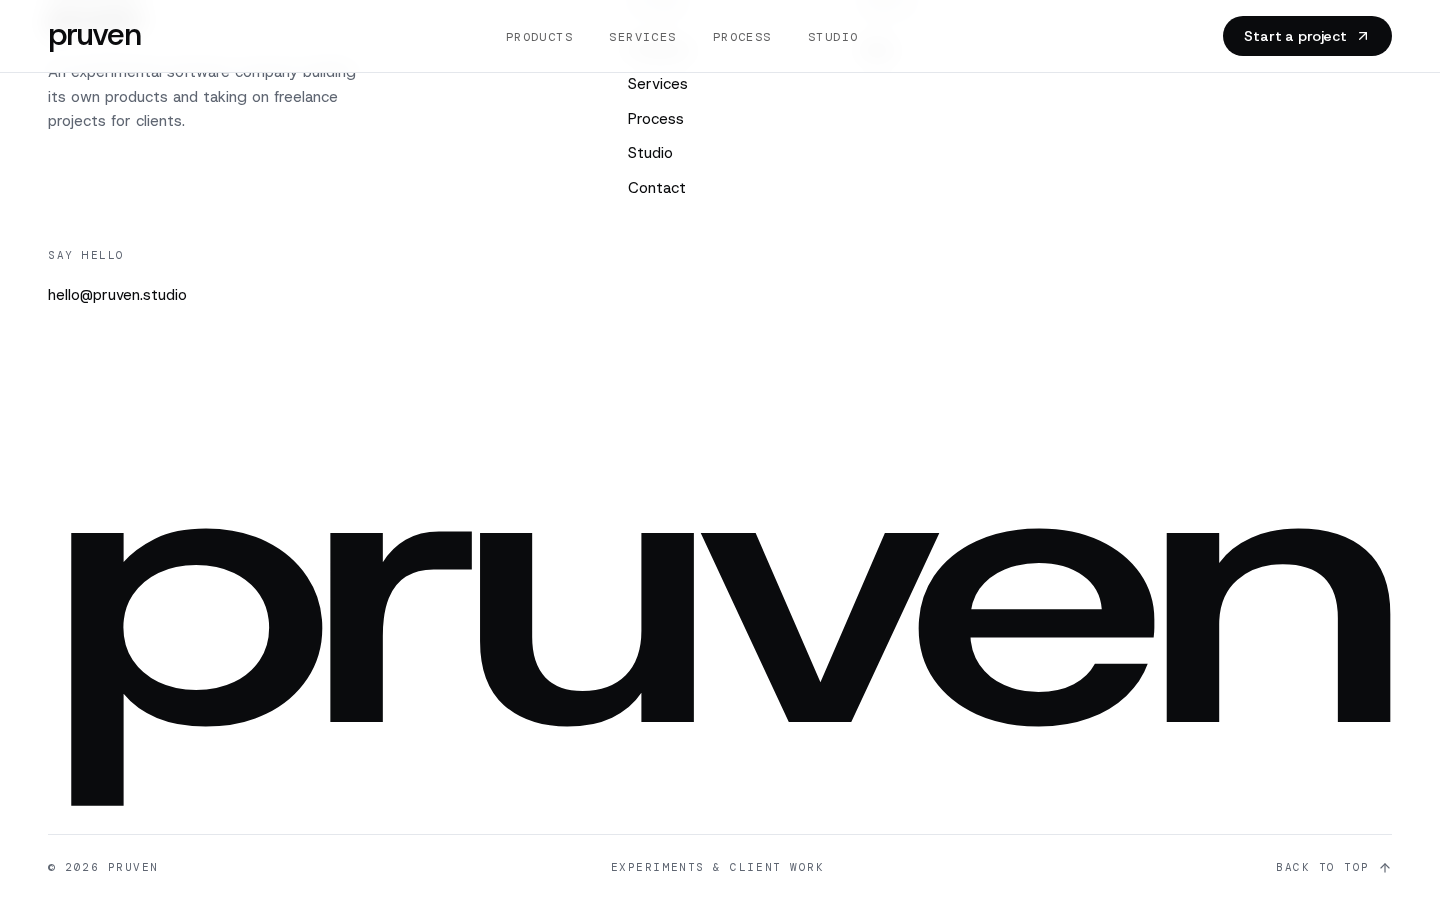 pruven
PRODUCTS
SERVICES
PROCESS
STUDIO
Start a project
An experimental software company building
its own products and taking on freelance
projects for clients.
Services
Process
Studio
Contact
SAY HELLO
hello@pruven.studio
pruven
© 2026 PRUVEN
EXPERIMENTS & CLIENT WORK
BACK TO TOP